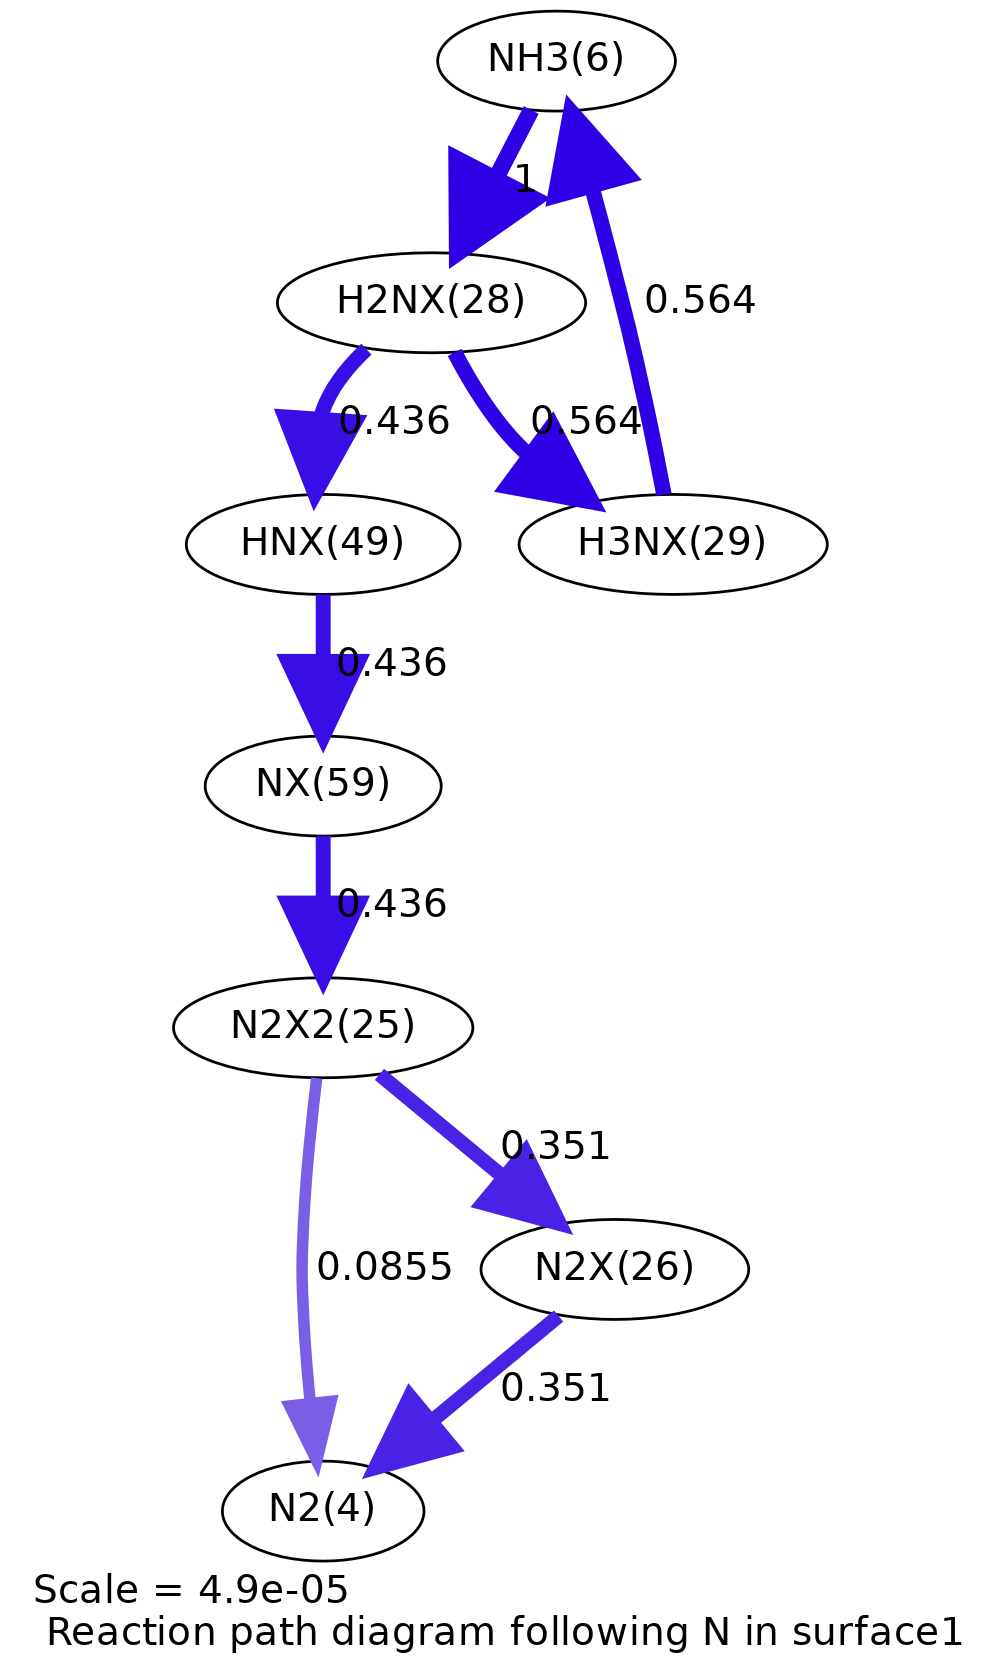 NH3(6)
1
0.564
H2NX(28)
0.436
0.564
HNX(49)
H3NX(29)
0.436
NX(59)
0.436
N2X2(25)
0.351
0.0855
N2X(26)
0.351
N2(4)
Scale = 4.9e-05
Reaction path diagram following N in surface1